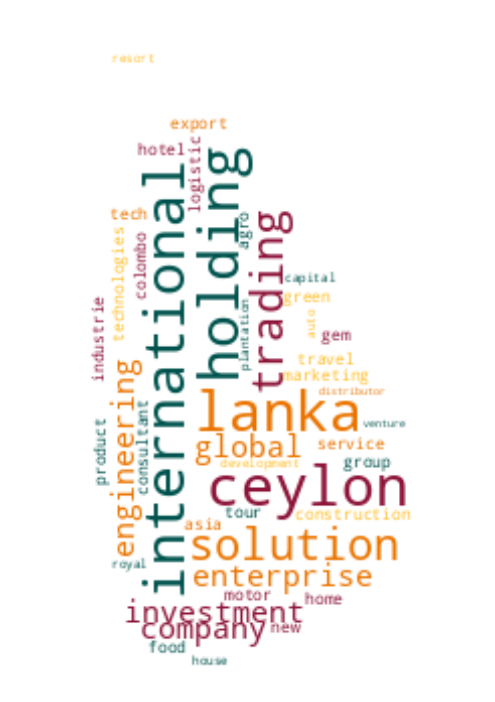 resort
export
hotel
logistic
international
holding
tech
agro
trading
technologies
colombo
capital
green
industrie
plantation
auto
gem
travel
engineering
marketing
distributor
lanka
consultant
product
venture
global
service
development
group
ceylon
tour
construction
asia
solution
royal
enterprise
motor
home
investment
company
new
food
house